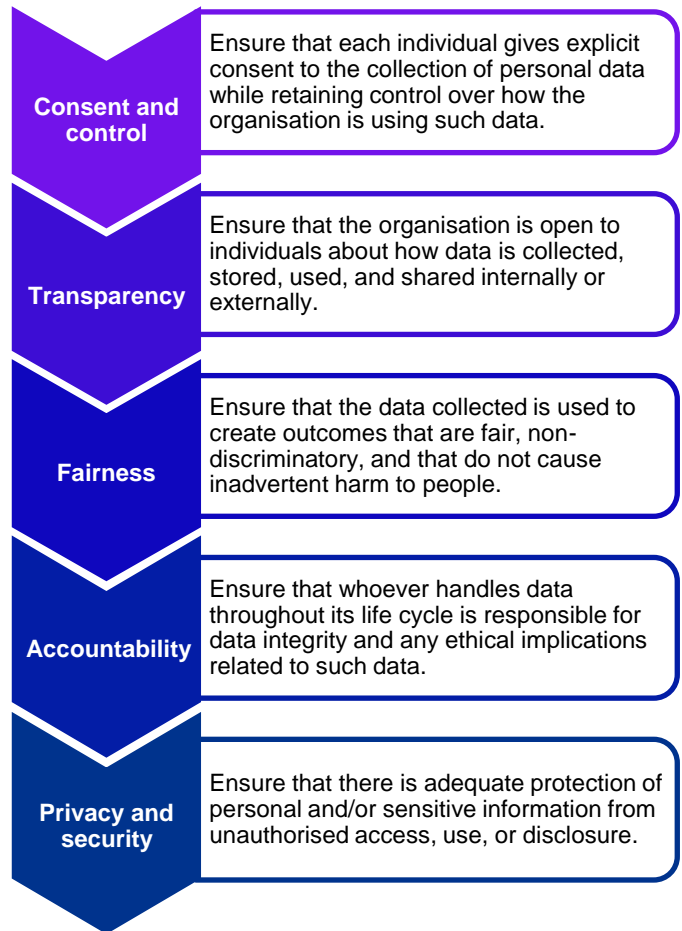 Consent and
control
Ensure that each individual gives explicit
consent to the collection of personal data
while retaining control over how the
organisation is using such data.
Transparency
Ensure that the organisation is open to
individuals about how data is collected,
stored, used, and shared internally or
externally.
Fairness
Ensure that the data collected is used to
create outcomes that are fair, non-
discriminatory, and that do not cause
inadvertent harm to people.
Accountability
Ensure that whoever handles data
throughout its life cycle is responsible for
data integrity and any ethical implications
related to such data.
Privacy and
security
Ensure that there is adequate protection of
personal and/or sensitive information from
unauthorised access, use, or disclosure.